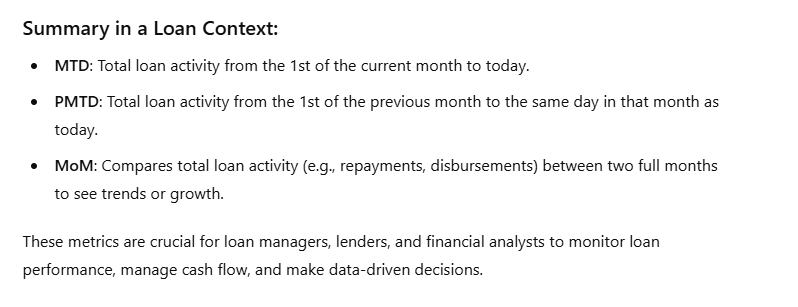 Summary in a Loan Context:
• MTD: Total loan activity from the 1st of the current month to today.
• PMTD: Total loan activity from the 1st of the previous month to the same day in that month as
today.
• MoM: Compares total loan activity (e.g., repayments, disbursements) between two full months
to see trends or growth.
These metrics are crucial for loan managers, lenders, and financial analysts to monitor loan
performance, manage cash flow, and make data-driven decisions.